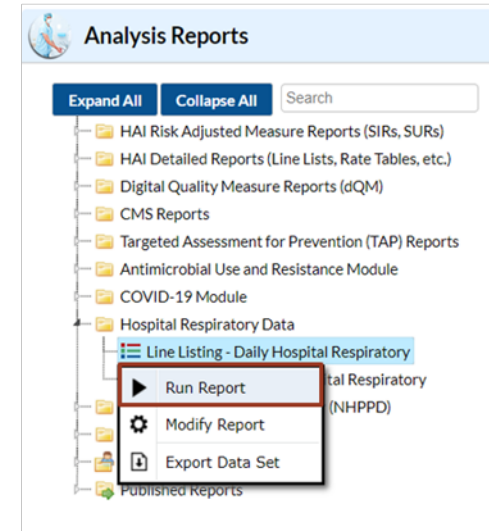 Analysis Reports
Expand All Collapse All Search
HAI Risk Adjusted Measure Reports (SIRs, SURs)
HAI Detailed Reports (Line Lists, Rate Tables, etc.)
Digital Quality Measure Reports (dQM)
CMS Reports
Targeted Assessment for Prevention (TAP) Reports
Antimicrobial Use and Resistance Module
COVID-19 Module
Hospital Respiratory Data
Line Listing - Daily Hospital Respiratory
Respiratory
Run Report
(NHPPD)
Modify Report
Export Data Set
Published Reports